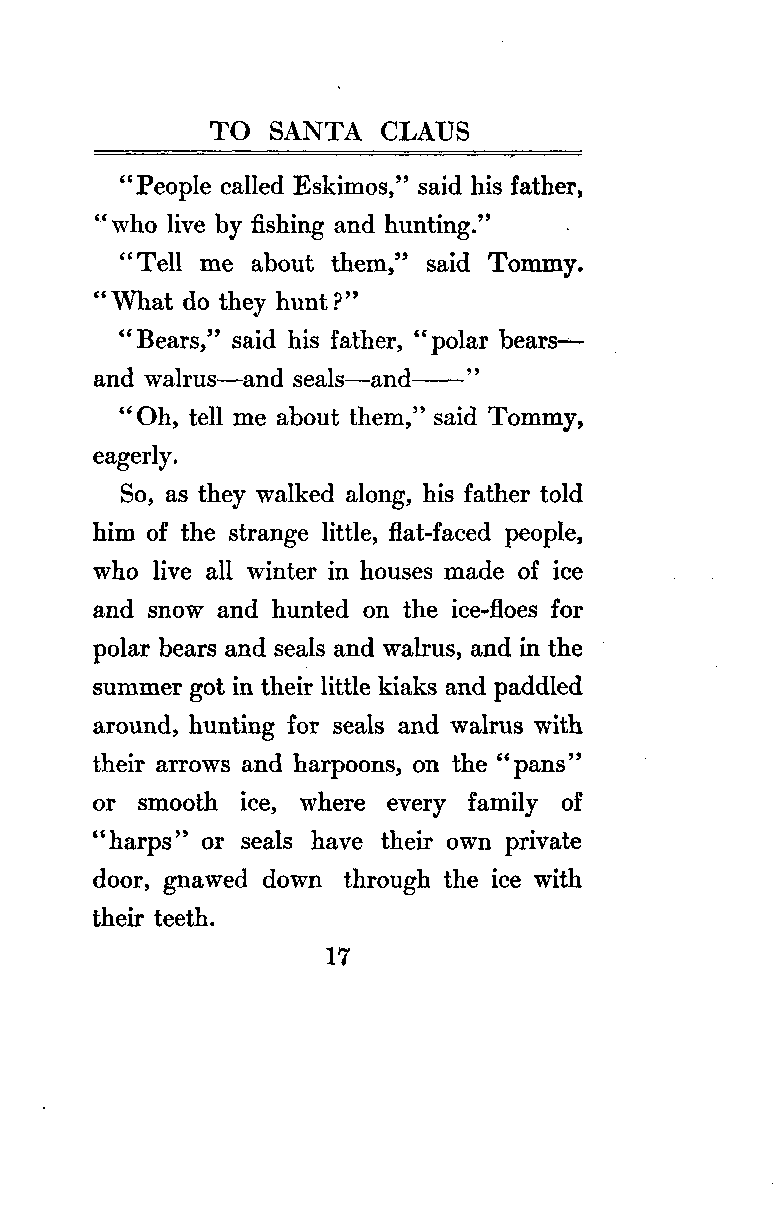 TO SANTA CLAUS
“People called Eskimos,” said his father,
“who live by fishing and hunting.”
“Tell me about them,” said Tommy.
“What do they hunt?”
“Bears,” said his father, “polar bears—
and walrus—and seals—and——”
“Oh, tell me about them,” said Tommy,
eagerly.
So, as they walked along, his father told
him of the strange little, flat-faced people,
who live all winter in houses made of ice
and snow and hunted on the ice-floes for
polar bears and seals and walrus, and in the
summer got in their little kiaks and paddled
around, hunting for seals and walrus with
their arrows and harpoons, on the “pans”
or smooth ice, where every family of
“harps” or seals have their own private
door, gnawed down through the ice with
their teeth.
17